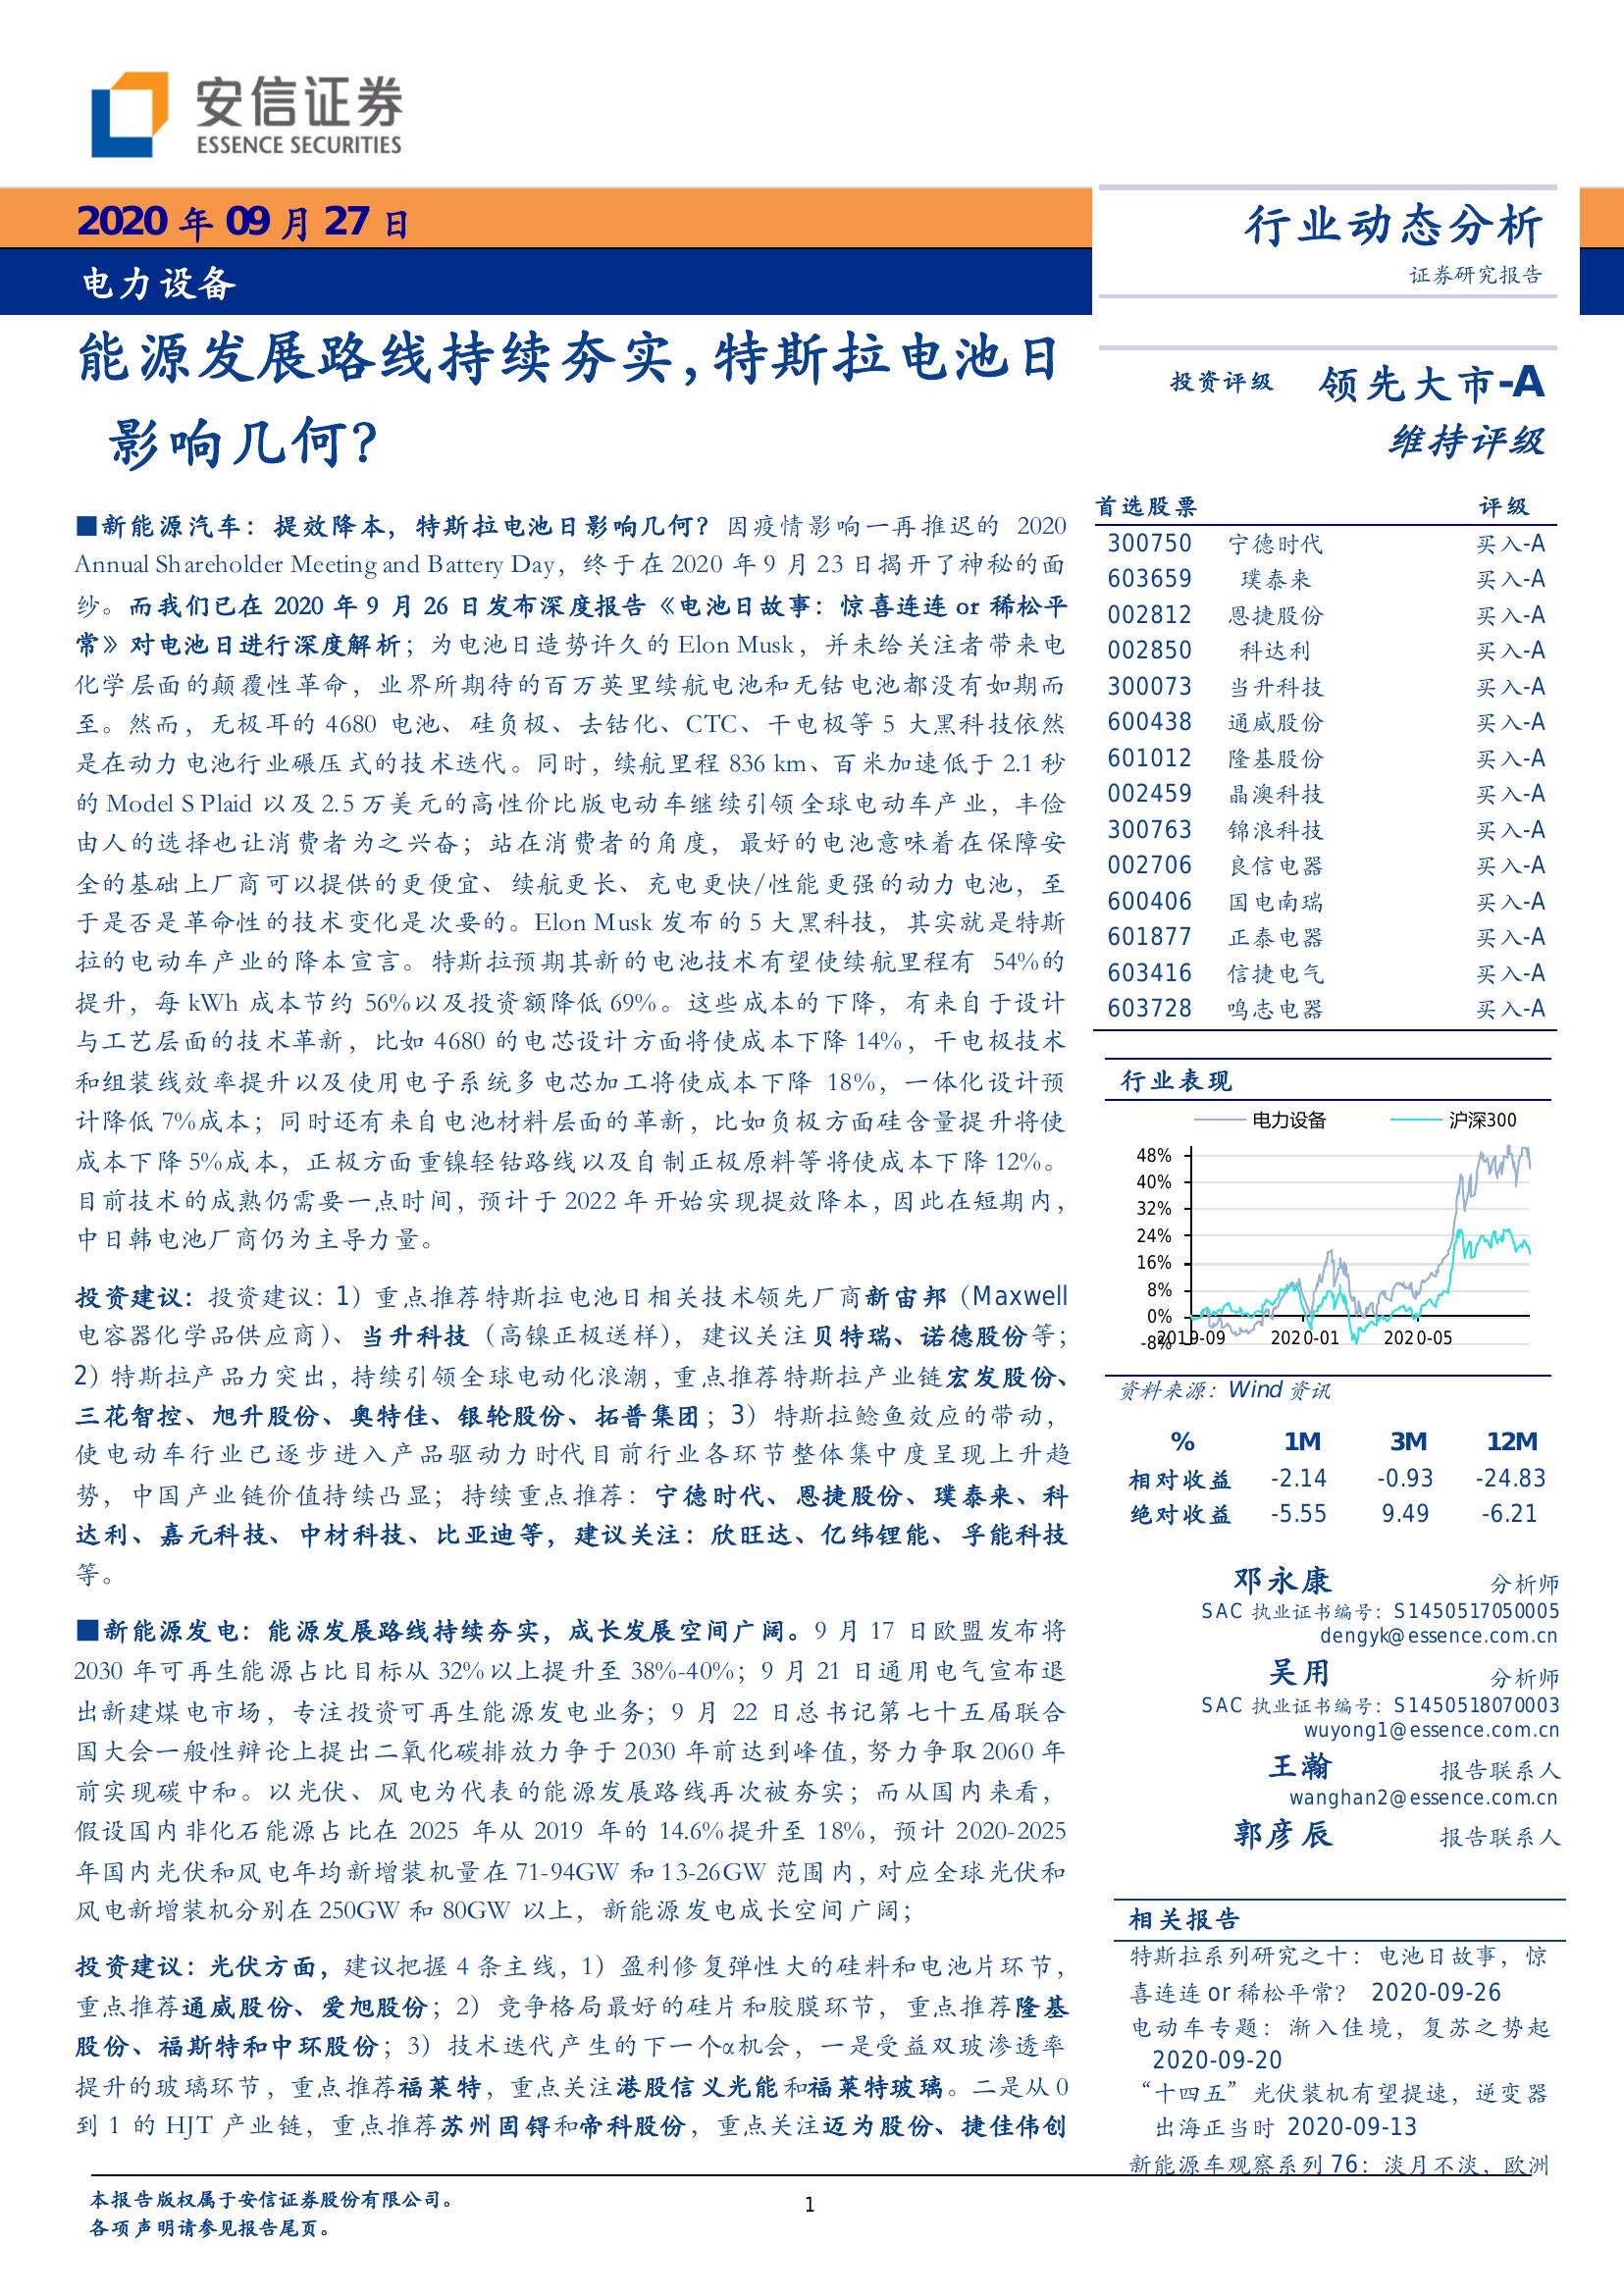 安信证券
ESSENCE SECURITIES
2020 年 09 月 27 日
电力设备
行业动态分析
证券研究报告
能源发展路线持续夯实,特斯拉电池日
影响几何?
■新能源汽车：提效降本，特斯拉电池日影响几何？因疫情影响一再推迟的 2020
Annual Shareholder Meeting and Battery Day，终于在 2020 年 9 月 23 日揭开了神秘的面
纱。而我们已在 2020 年 9 月 26 日发布深度报告《电池日故事：惊喜连连 or 稀松平
常》对电池日进行深度解析；为电池日造势许久的 Elon Musk，并未给关注者带来电
化学层面的颠覆性革命，业界所期待的百万英里续航电池和无钴电池都没有如期而
至。然而，无极耳的 4680 电池、硅负极、去钴化、CTC、干电极等 5 大黑科技依然
是在动力电池行业碾压式的技术迭代。同时，续航里程 836 km、百米加速低于 2.1 秒
的 Model S Plaid 以及 2.5 万美元的高性价比版电动车继续引领全球电动车产业，丰俭
由人的选择也让消费者为之兴奋；站在消费者的角度，最好的电池意味着在保障安
全的基础上厂商可以提供的更便宜、续航更长、充电更快/性能更强的动力电池，至
于是否是革命性的技术变化是次要的。Elon Musk 发布的 5 大黑科技，其实就是特斯
拉的电动车产业的降本宣言。特斯拉预期其新的电池技术有望使续航里程有 54%的
提升，每 kWh 成本节约 56%以及投资额降低 69%。这些成本的下降，有来自于设计
与工艺层面的技术革新，比如 4680 的电芯设计方面将使成本下降 14%，干电极技术
和组装线效率提升以及使用电子系统多电芯加工将使成本下降 18%，一体化设计预
计降低 7%成本；同时还有来自电池材料层面的革新，比如负极方面硅含量提升将使
成本下降 5%成本，正极方面重镍轻钴路线以及自制正极原料等将使成本下降 12%。
目前技术的成熟仍需要一点时间，预计于 2022 年开始实现提效降本，因此在短期内，
中日韩电池厂商仍为主导力量。
投资建议：投资建议：1）重点推荐特斯拉电池日相关技术领先厂商新宙邦（Maxwell
电容器化学品供应商）、当升科技（高镍正极送样），建议关注贝特瑞、诺德股份等；
2）特斯拉产品力突出，持续引领全球电动化浪潮，重点推荐特斯拉产业链宏发股份、
三花智控、旭升股份、奥特佳、银轮股份、拓普集团；3）特斯拉鲶鱼效应的带动，
使电动车行业已逐步进入产品驱动力时代目前行业各环节整体集中度呈现上升趋
势，中国产业链价值持续凸显；持续重点推荐：宁德时代、恩捷股份、璞泰来、科
达利、嘉元科技、中材科技、比亚迪等，建议关注：欣旺达、亿纬锂能、孚能科技
等。
■新能源发电：能源发展路线持续夯实，成长发展空间广阔。9 月 17 日欧盟发布将
2030 年可再生能源占比目标从 32%以上提升至 38%-40%；9 月 21 日通用电气宣布退
出新建煤电市场，专注投资可再生能源发电业务；9 月 22 日总书记第七十五届联合
国大会一般性辩论上提出二氧化碳排放力争于 2030 年前达到峰值，努力争取 2060 年
前实现碳中和。以光伏、风电为代表的能源发展路线再次被夯实；而从国内来看，
假设国内非化石能源占比在 2025 年从 2019 年的 14.6%提升至 18%，预计 2020-2025
年国内光伏和风电年均新增装机量在 71-94GW 和 13-26GW 范围内，对应全球光伏和
风电新增装机分别在 250GW 和 80GW 以上，新能源发电成长空间广阔；
投资建议：光伏方面，建议把握 4 条主线，1）盈利修复弹性大的硅料和电池片环节，
重点推荐通威股份、爱旭股份；2）竞争格局最好的硅片和胶膜环节，重点推荐隆基
股份、福斯特和中环股份；3）技术迭代产生的下一个α机会，一是受益双玻渗透率
提升的玻璃环节，重点推荐福莱特，重点关注港股信义光能和福莱特玻璃。二是从 0
到 1 的 HJT 产业链，重点推荐苏州固锝和帝科股份，重点关注迈为股份、捷佳伟创
投资评级 领先大市-A
维持评级
首选股票 评级
300750 宁德时代 买入-A
603659 璞泰来 买入-A
002812 恩捷股份 买入-A
002850 科达利 买入-A
300073 当升科技 买入-A
600438 通威股份 买入-A
601012 隆基股份 买入-A
002459 晶澳科技 买入-A
300763 锦浪科技 买入-A
002706 良信电器 买入-A
600406 国电南瑞 买入-A
601877 正泰电器 买入-A
603416 信捷电气 买入-A
603728 鸣志电器 买入-A
行业表现
电力设备 沪深300
48%
40%
32%
24%
16%
8%
0%
-8%
2019-09 2020-01 2020-05
资料来源：Wind 资讯
% 1M 3M 12M
相对收益 -2.14 -0.93 -24.83
绝对收益 -5.55 9.49 -6.21
邓永康 分析师
SAC 执业证书编号：S1450517050005
dengyk@essence.com.cn
吴用 分析师
SAC 执业证书编号：S1450518070003
wuyong1@essence.com.cn
王瀚 报告联系人
wanghan2@essence.com.cn
郭彦辰 报告联系人
相关报告
特斯拉系列研究之十：电池日故事，惊
喜连连 or 稀松平常？ 2020-09-26
电动车专题：渐入佳境，复苏之势起
2020-09-20
“十四五”光伏装机有望提速，逆变器
出海正当时 2020-09-13
新能源车观察系列 76：淡月不淡，欧洲
本报告版权属于安信证券股份有限公司。
各项声明请参见报告尾页。
1